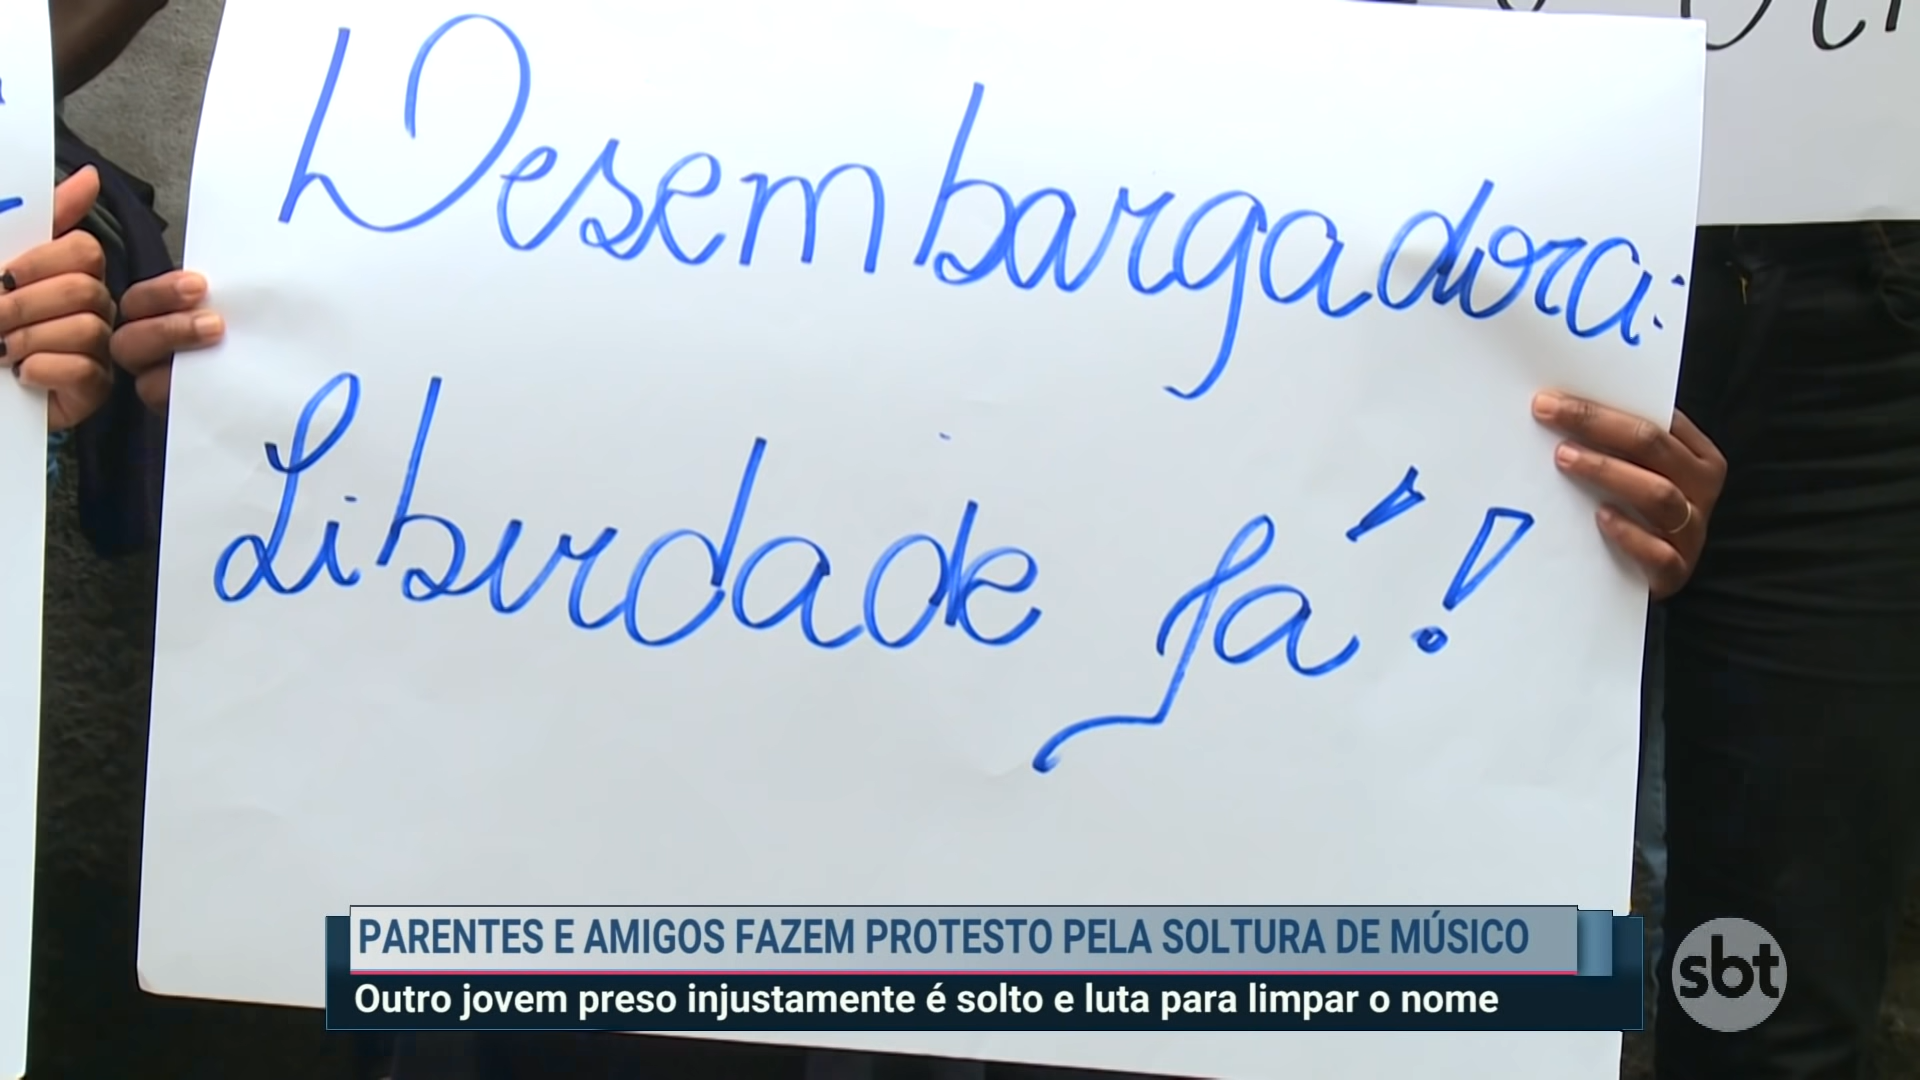 Desembargadora:
Liberdade Já!
PARENTES E AMIGOS FAZEM PROTESTO PELA SOLTURA DE MÚSICO
Outro jovem preso injustamente é solto e luta para limpar o nome
sbt